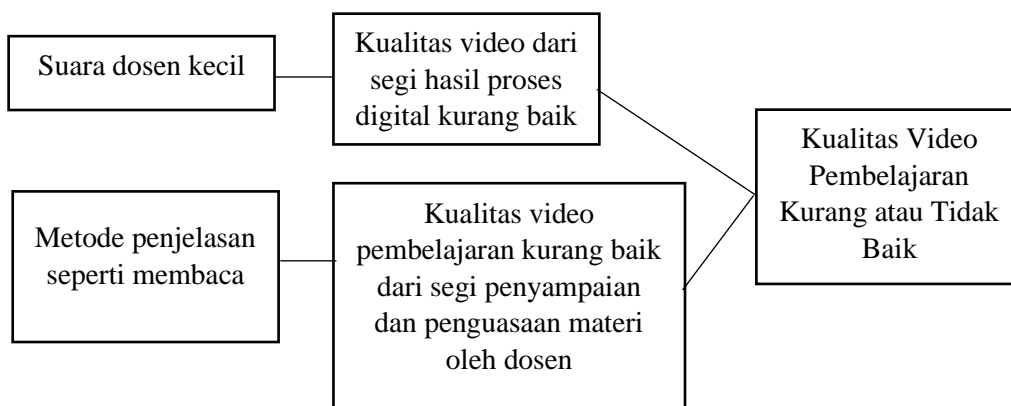 Suara dosen kecil
Kualitas video dari
segi hasil proses
digital kurang baik
Metode penjelasan
seperti membaca
Kualitas video
pembelajaran kurang baik
dari segi penyampaian
dan penguasaan materi
oleh dosen
Kualitas Video
Pembelajaran
Kurang atau Tidak
Baik